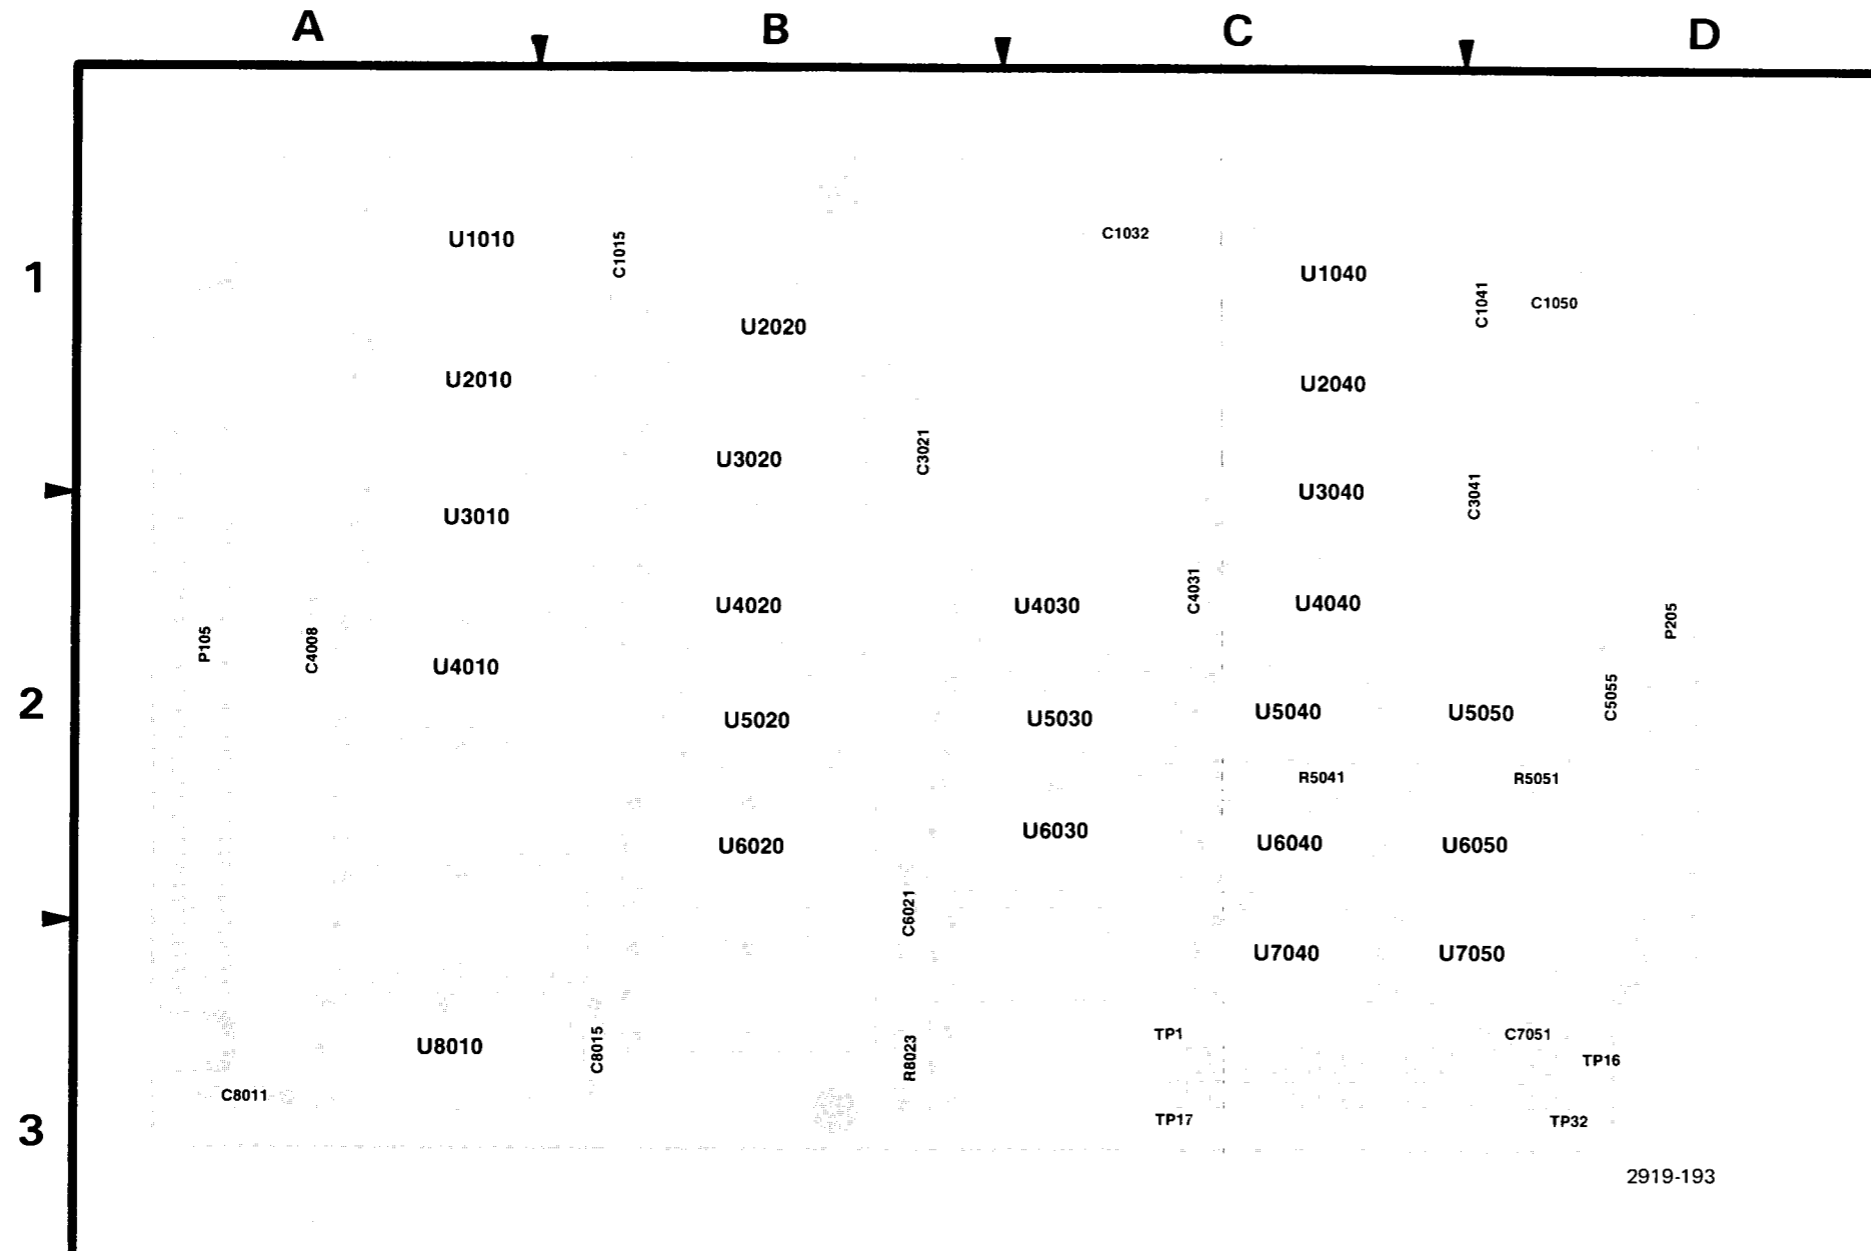 A B C D
1
U1010 C1015 C1032
U1040 C1041 C1050
U2020
U2010 U2040
U3020 C3021
U3010 U3040 C3041
U4020 U4030 C4031 U4040 P205
P105 C4008 U4010
2
U5020 U5030 U5040 U5050 C5055
R5041 R5051
U6020 U6030 U6040 U6050
C6021
U7040 U7050
U8010 C8015 R8023 TP1 C7051
TP16
C8011
3
TP17 TP32
2919-193